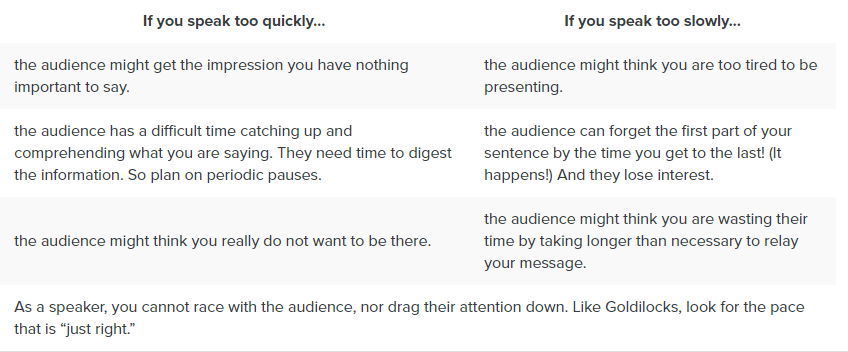 If you speak too quickly...
If you speak too slowly...
the audience might get the impression you have nothing
important to say.
the audience might think you are too tired to be
presenting.
the audience has a difficult time catching up and
comprehending what you are saying. They need time to digest
the information. So plan on periodic pauses.
the audience can forget the first part of your
sentence by the time you get to the last! (It
happens!) And they lose interest.
the audience might think you really do not want to be there.
the audience might think you are wasting their
time by taking longer than necessary to relay
your message.
As a speaker, you cannot race with the audience, nor drag their attention down. Like Goldilocks, look for the pace
that is “just right.”